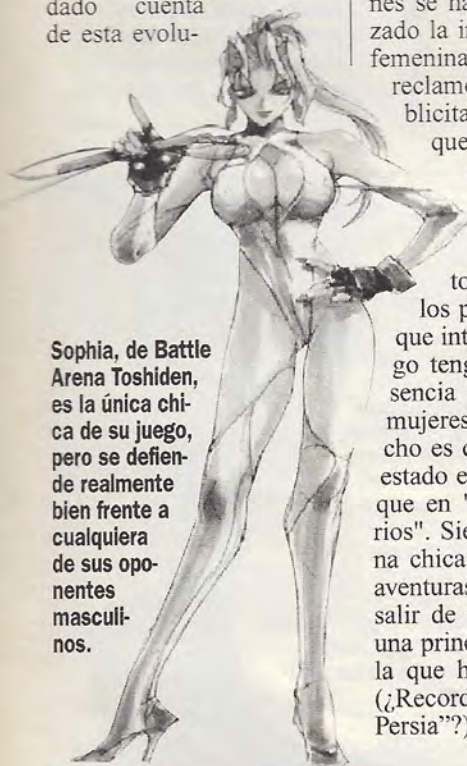 dado cuenta
de esta evolu-
Sophia, de Battle
Arena Toshiden,
es la única chi-
ca de su juego,
pero se defien-
de realmente
bien frente a
cualquiera
de sus opo-
nentes
masculi-
nos.
nes se ha
zado la i
femenina
reclamo
blicita
que
to
los p
que int
go teng
sencia
mujeres
cho es
estado e
que en "
rios". Sie
na chica
aventuras
salir de
una princ
la que h
(¿Record
Persia"?)